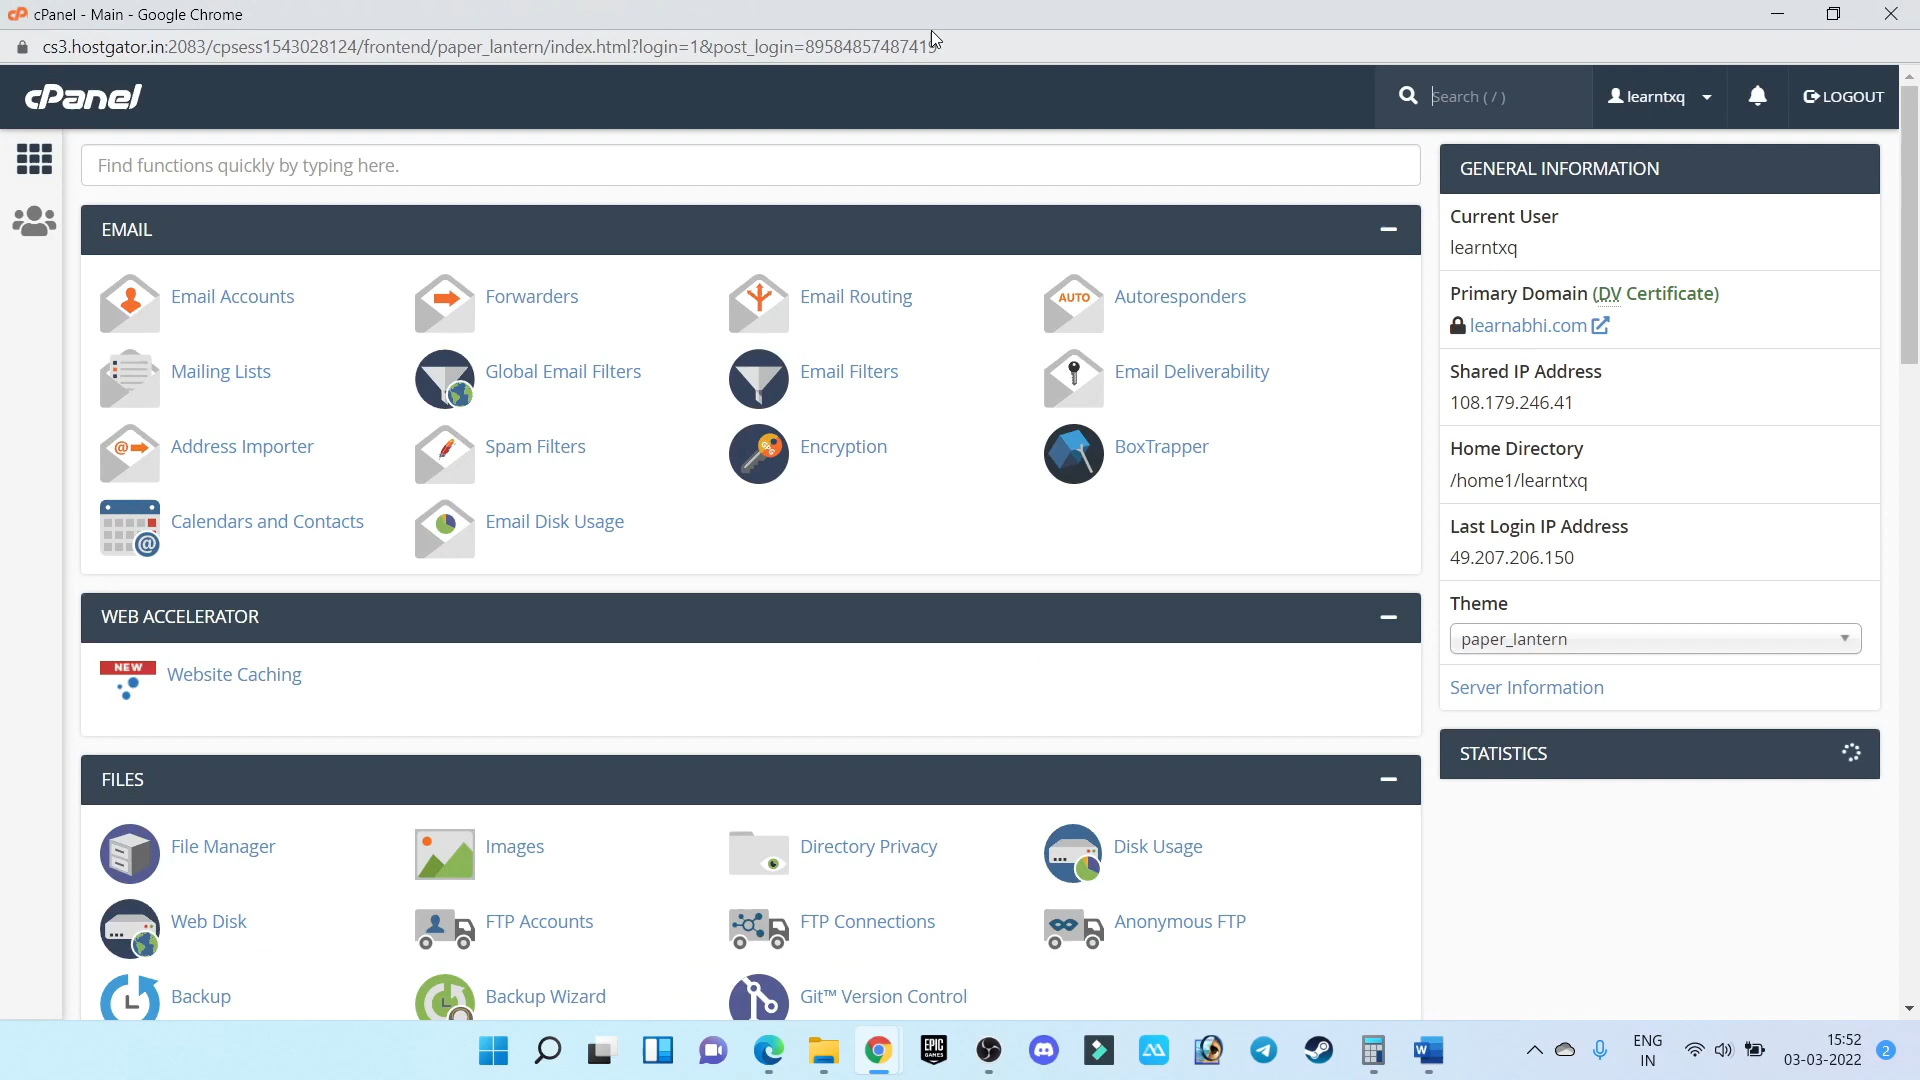 cPanel - Main - Google Chrome
cs3.hostgator.in:2083/cpsess1543028124/frontend/paper_lantern/index.html?login=1&post_login=89584857487415
cPanel
Search ( / )
learntxq
LOGOUT
Find functions quickly by typing here.
EMAIL
Email Accounts
Forwarders
Email Routing
AUTO
Autoresponders
Mailing Lists
Global Email Filters
Email Filters
Email Deliverability
Address Importer
Spam Filters
GPG
Encryption
BoxTrapper
Calendars and Contacts
Email Disk Usage
WEB ACCELERATOR
NEW
Website Caching
FILES
File Manager
Images
Directory Privacy
Disk Usage
Web Disk
FTP Accounts
FTP Connections
Anonymous FTP
Backup
Backup Wizard
Git™ Version Control
GENERAL INFORMATION
Current User
learntxq
Primary Domain (DV Certificate)
learnabhi.com
Shared IP Address
108.179.246.41
Home Directory
/home1/learntxq
Last Login IP Address
49.207.206.150
Theme
paper_lantern
Server Information
STATISTICS
EPIC
GAMES
W
ENG
IN
15:52
03-03-2022
2